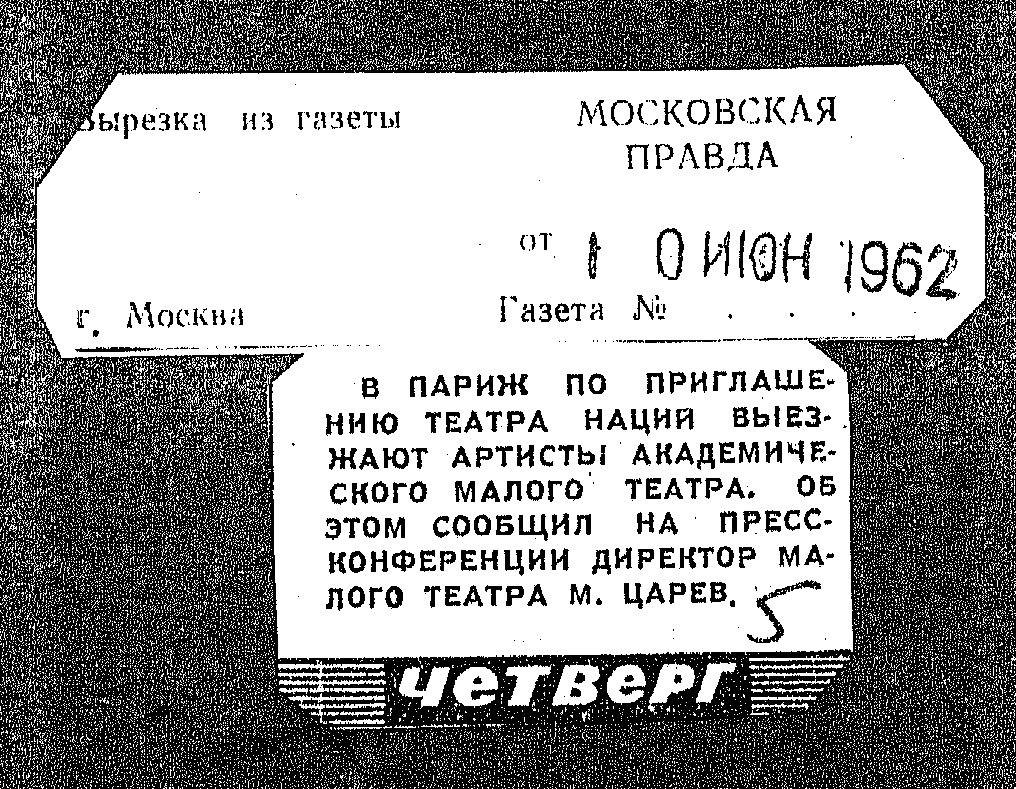 Вырезка из газеты
МОСКОВСКАЯ
ПРАВДА
от 1 0 ИЮН 1962
г. Москва Газета № . . .
В ПАРИЖ ПО ПРИГЛАШЕ-
НИЮ ТЕАТРА НАЦИЙ ВЫЕЗ-
ЖАЮТ АРТИСТЫ АКАДЕМИЧЕ-
СКОГО МАЛОГО ТЕАТРА. ОБ
ЭТОМ СООБЩИЛ НА ПРЕСС-
КОНФЕРЕНЦИИ ДИРЕКТОР МА-
ЛОГО ТЕАТРА М. ЦАРЕВ.
5
четверг